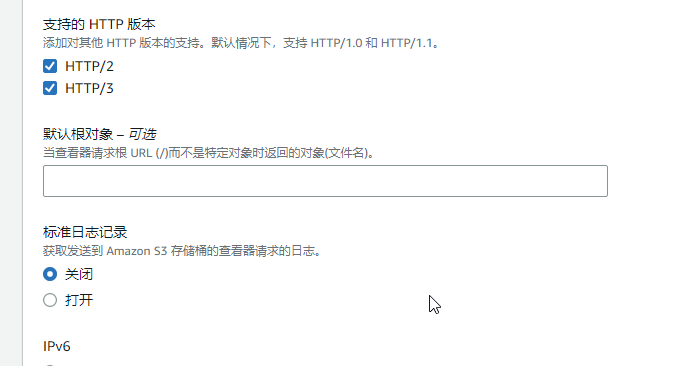 支持的 HTTP 版本
添加对其他 HTTP 版本的支持。默认情况下，支持 HTTP/1.0 和 HTTP/1.1。
HTTP/2
HTTP/3
默认根对象 – 可选
当查看器请求根 URL (/)而不是特定对象时返回的对象(文件名)。
标准日志记录
获取发送到 Amazon S3 存储桶的查看器请求的日志。
关闭
打开
IPv6